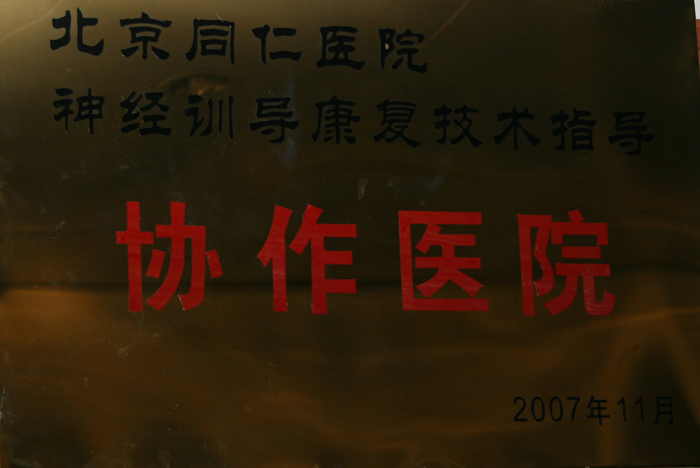 北京同仁医院
神经训导康复技术指导
协作医院
2007年11月